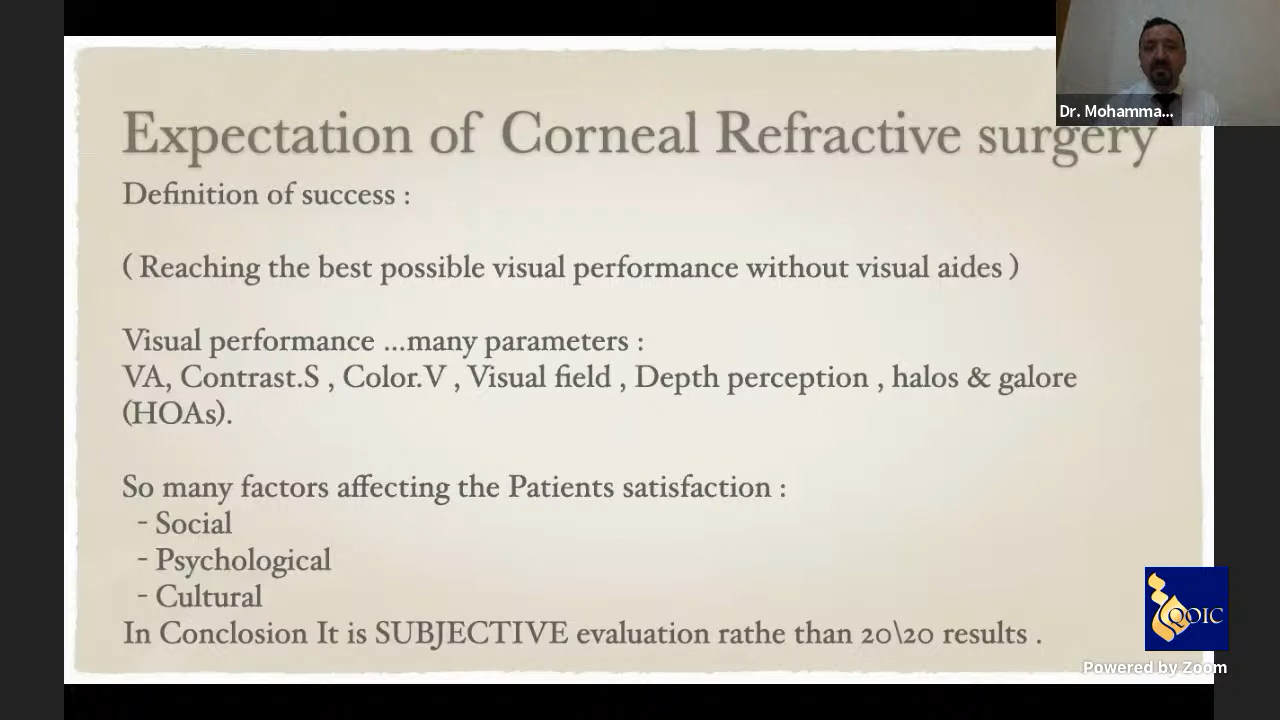 Dr. Mohamma...
Expectation of Corneal Refractive surgery
Definition of success :
( Reaching the best possible visual performance without visual aides )
Visual performance ...many parameters :
VA, Contrast.S , Color.V , Visual field , Depth perception , halos & galore
(HOAs).
So many factors affecting the Patients satisfaction :
- Social
- Psychological
- Cultural
In Conclosion It is SUBJECTIVE evaluation rathe than 20\20 results .
QOIC
Powered by Zoom